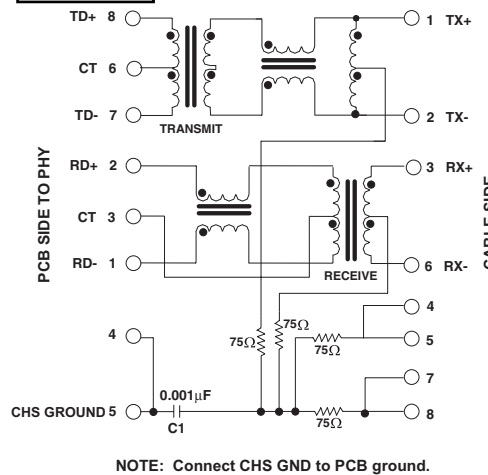 TD+ 8
1 TX+
CT 6
TD- 7
2 TX-
TRANSMIT
PCB SIDE TO PHY
RD+ 2
3 RX+
CT 3
RD- 1
6 RX-
RECEIVE
CABLE SIDE
4
75Ω
75Ω
75Ω
5
4
7
0.001µF
CHS GROUND 5
C1
75Ω
8
NOTE: Connect CHS GND to PCB ground.